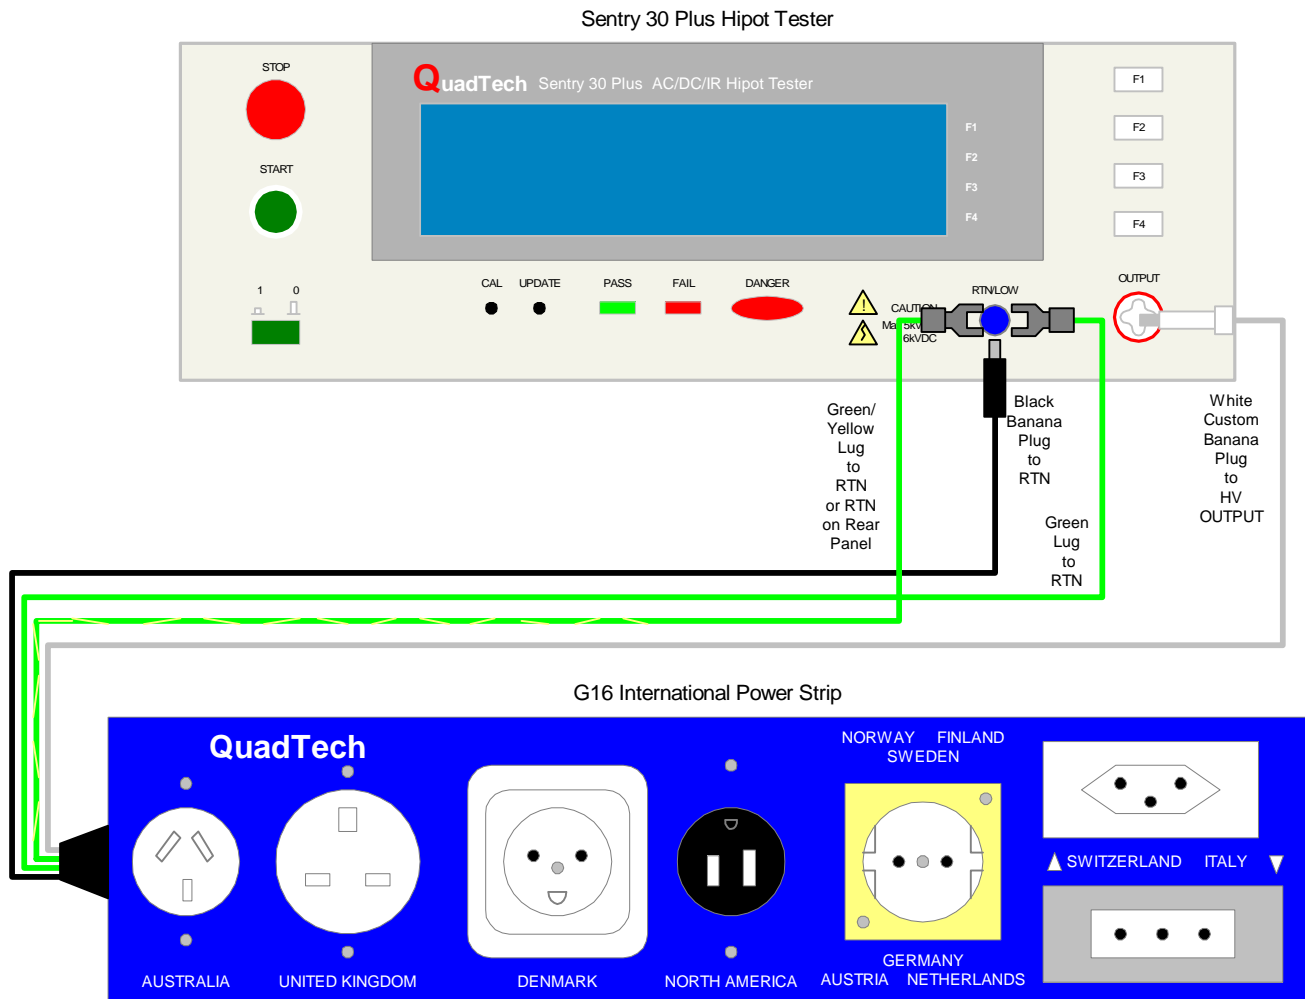 Sentry 30 Plus Hipot Tester
STOP
QuadTech Sentry 30 Plus AC/DC/IR Hipot Tester
F1
F2
F3
F4
F1
F2
F3
F4
START
1 0
CAL UPDATE PASS FAIL DANGER
CAUTION
Max 5kV
6kVDC
RTN/LOW
OUTPUT
Green/
Yellow
Lug
to
RTN
or RTN
on Rear
Panel
Black
Banana
Plug
to
RTN
Green
Lug
to
RTN
White
Custom
Banana
Plug
to
HV
OUTPUT
G16 International Power Strip
QuadTech
NORWAY FINLAND
SWEDEN
SWITZERLAND ITALY
AUSTRALIA
UNITED KINGDOM
DENMARK
NORTH AMERICA
GERMANY
AUSTRIA NETHERLANDS